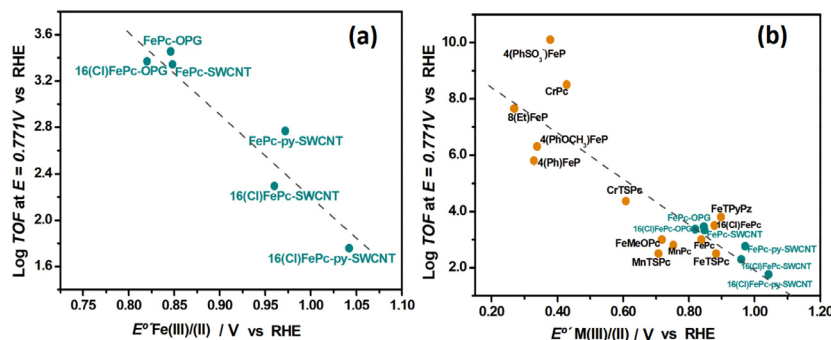 (a)
Log TOF at E = 0.771V vs RHE
3.6
3.2
2.8
2.4
2.0
1.6
FePc-OPG
16(Cl)FePc-OPG
FePc-SWCNT
FePc-py-SWCNT
16(Cl)FePc-SWCNT
16(Cl)FePc-py-SWCNT
0.75 0.80 0.85 0.90 0.95 1.00 1.05 1.10
E°´Fe(III)/(II) / V vs RHE
(b)
Log TOF at E = 0.771V vs RHE
10.0
8.0
6.0
4.0
2.0
4(PhSO₃⁻)FeP
CrPc
8(Et)FeP
4(PhOCH₃)FeP
4(Ph)FeP
CrTSPc
FeTPyPz
FePc-OPG
16(Cl)FePc
16(Cl)FePc-OPG
FePc-SWCNT
FeMeOPc
MnPc
FePc
FePc-py-SWCNT
MnTSPc
FeTSPc
16(Cl)FePc-SWCNT
16(Cl)FePc-py-SWCNT
0.20 0.40 0.60 0.80 1.00 1.20
E°´ M(III)/(II) / V vs RHE